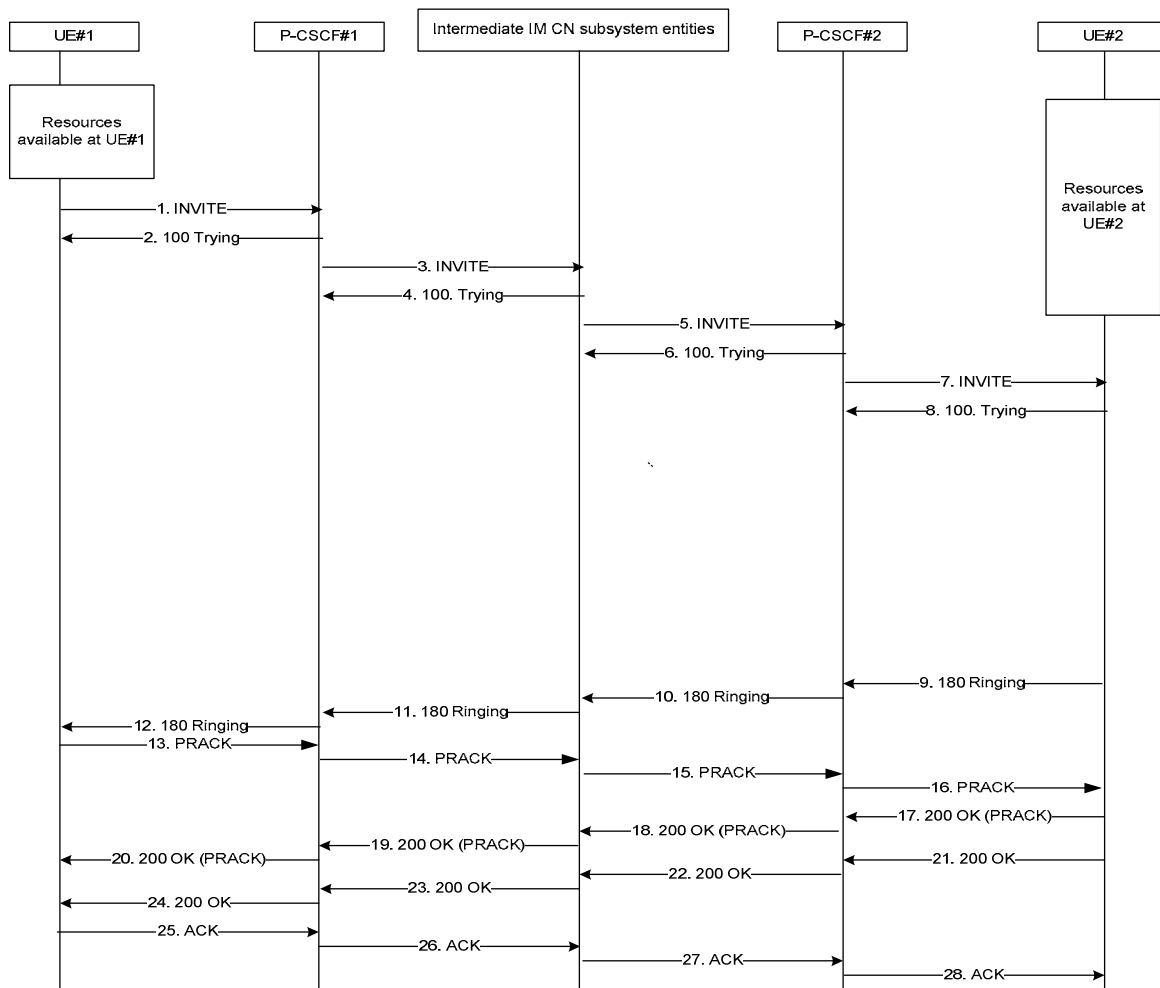 UE#1
P-CSCF#1
Intermediate IM CN subsystem entities
P-CSCF#2
UE#2
Resources
available at UE#1
Resources
available at
UE#2
1. INVITE
2. 100 Trying
3. INVITE
4. 100. Trying
5. INVITE
6. 100. Trying
7. INVITE
8. 100. Trying
9. 180 Ringing
10. 180 Ringing
11. 180 Ringing
12. 180 Ringing
13. PRACK
14. PRACK
15. PRACK
16. PRACK
17. 200 OK (PRACK)
18. 200 OK (PRACK)
19. 200 OK (PRACK)
20. 200 OK (PRACK)
21. 200 OK
22. 200 OK
23. 200 OK
24. 200 OK
25. ACK
26. ACK
27. ACK
28. ACK